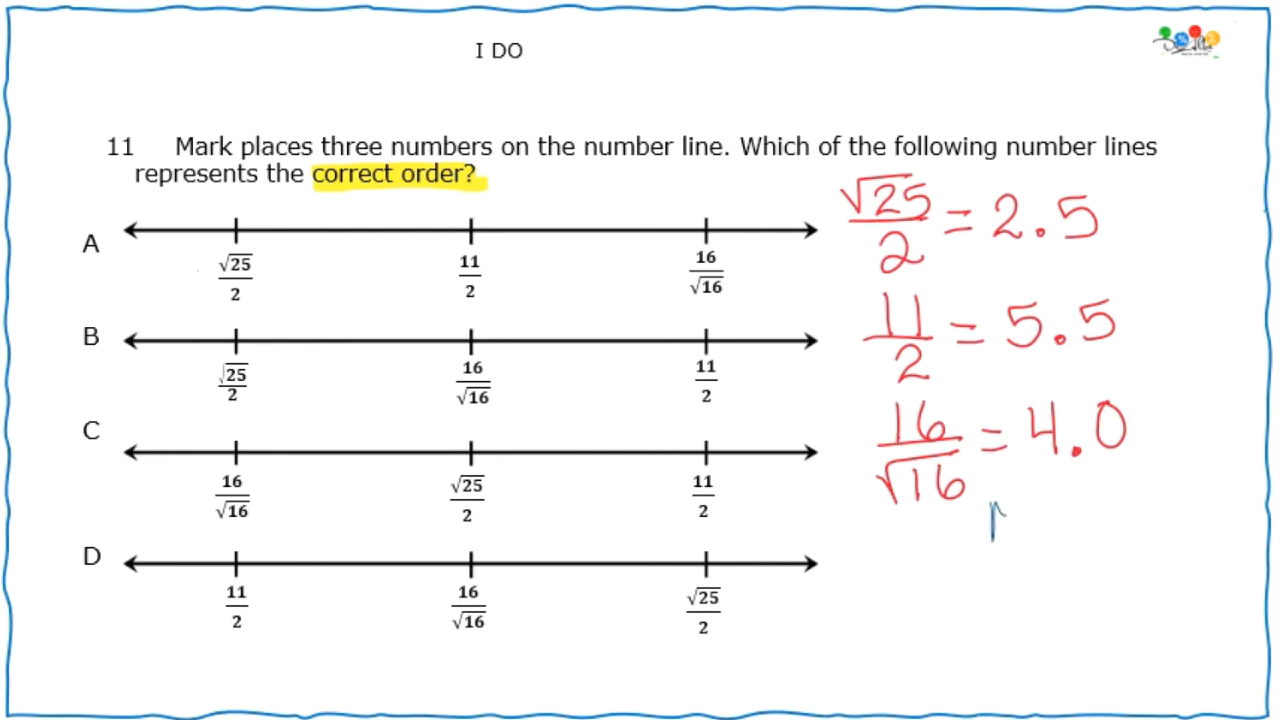 I DO
11 Mark places three numbers on the number line. Which of the following number lines
represents the correct order?
A
√25/2 11/2 16/√16
B
√25/2 16/√16 11/2
C
16/√16 √25/2 11/2
D
11/2 16/√16 √25/2
√25/2 = 2.5
11/2 = 5.5
16/√16 = 4.0